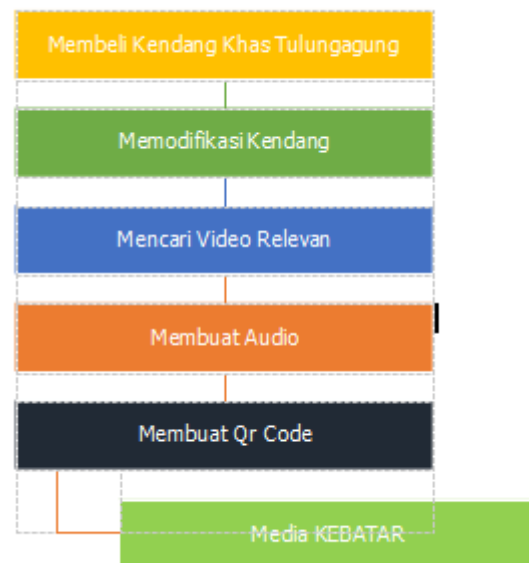 Membeli Kendang Khas Tulungagung
Memodifikasi Kendang
Mencari Video Relevan
Membuat Audio
Membuat Qr Code
Media KEBATAR